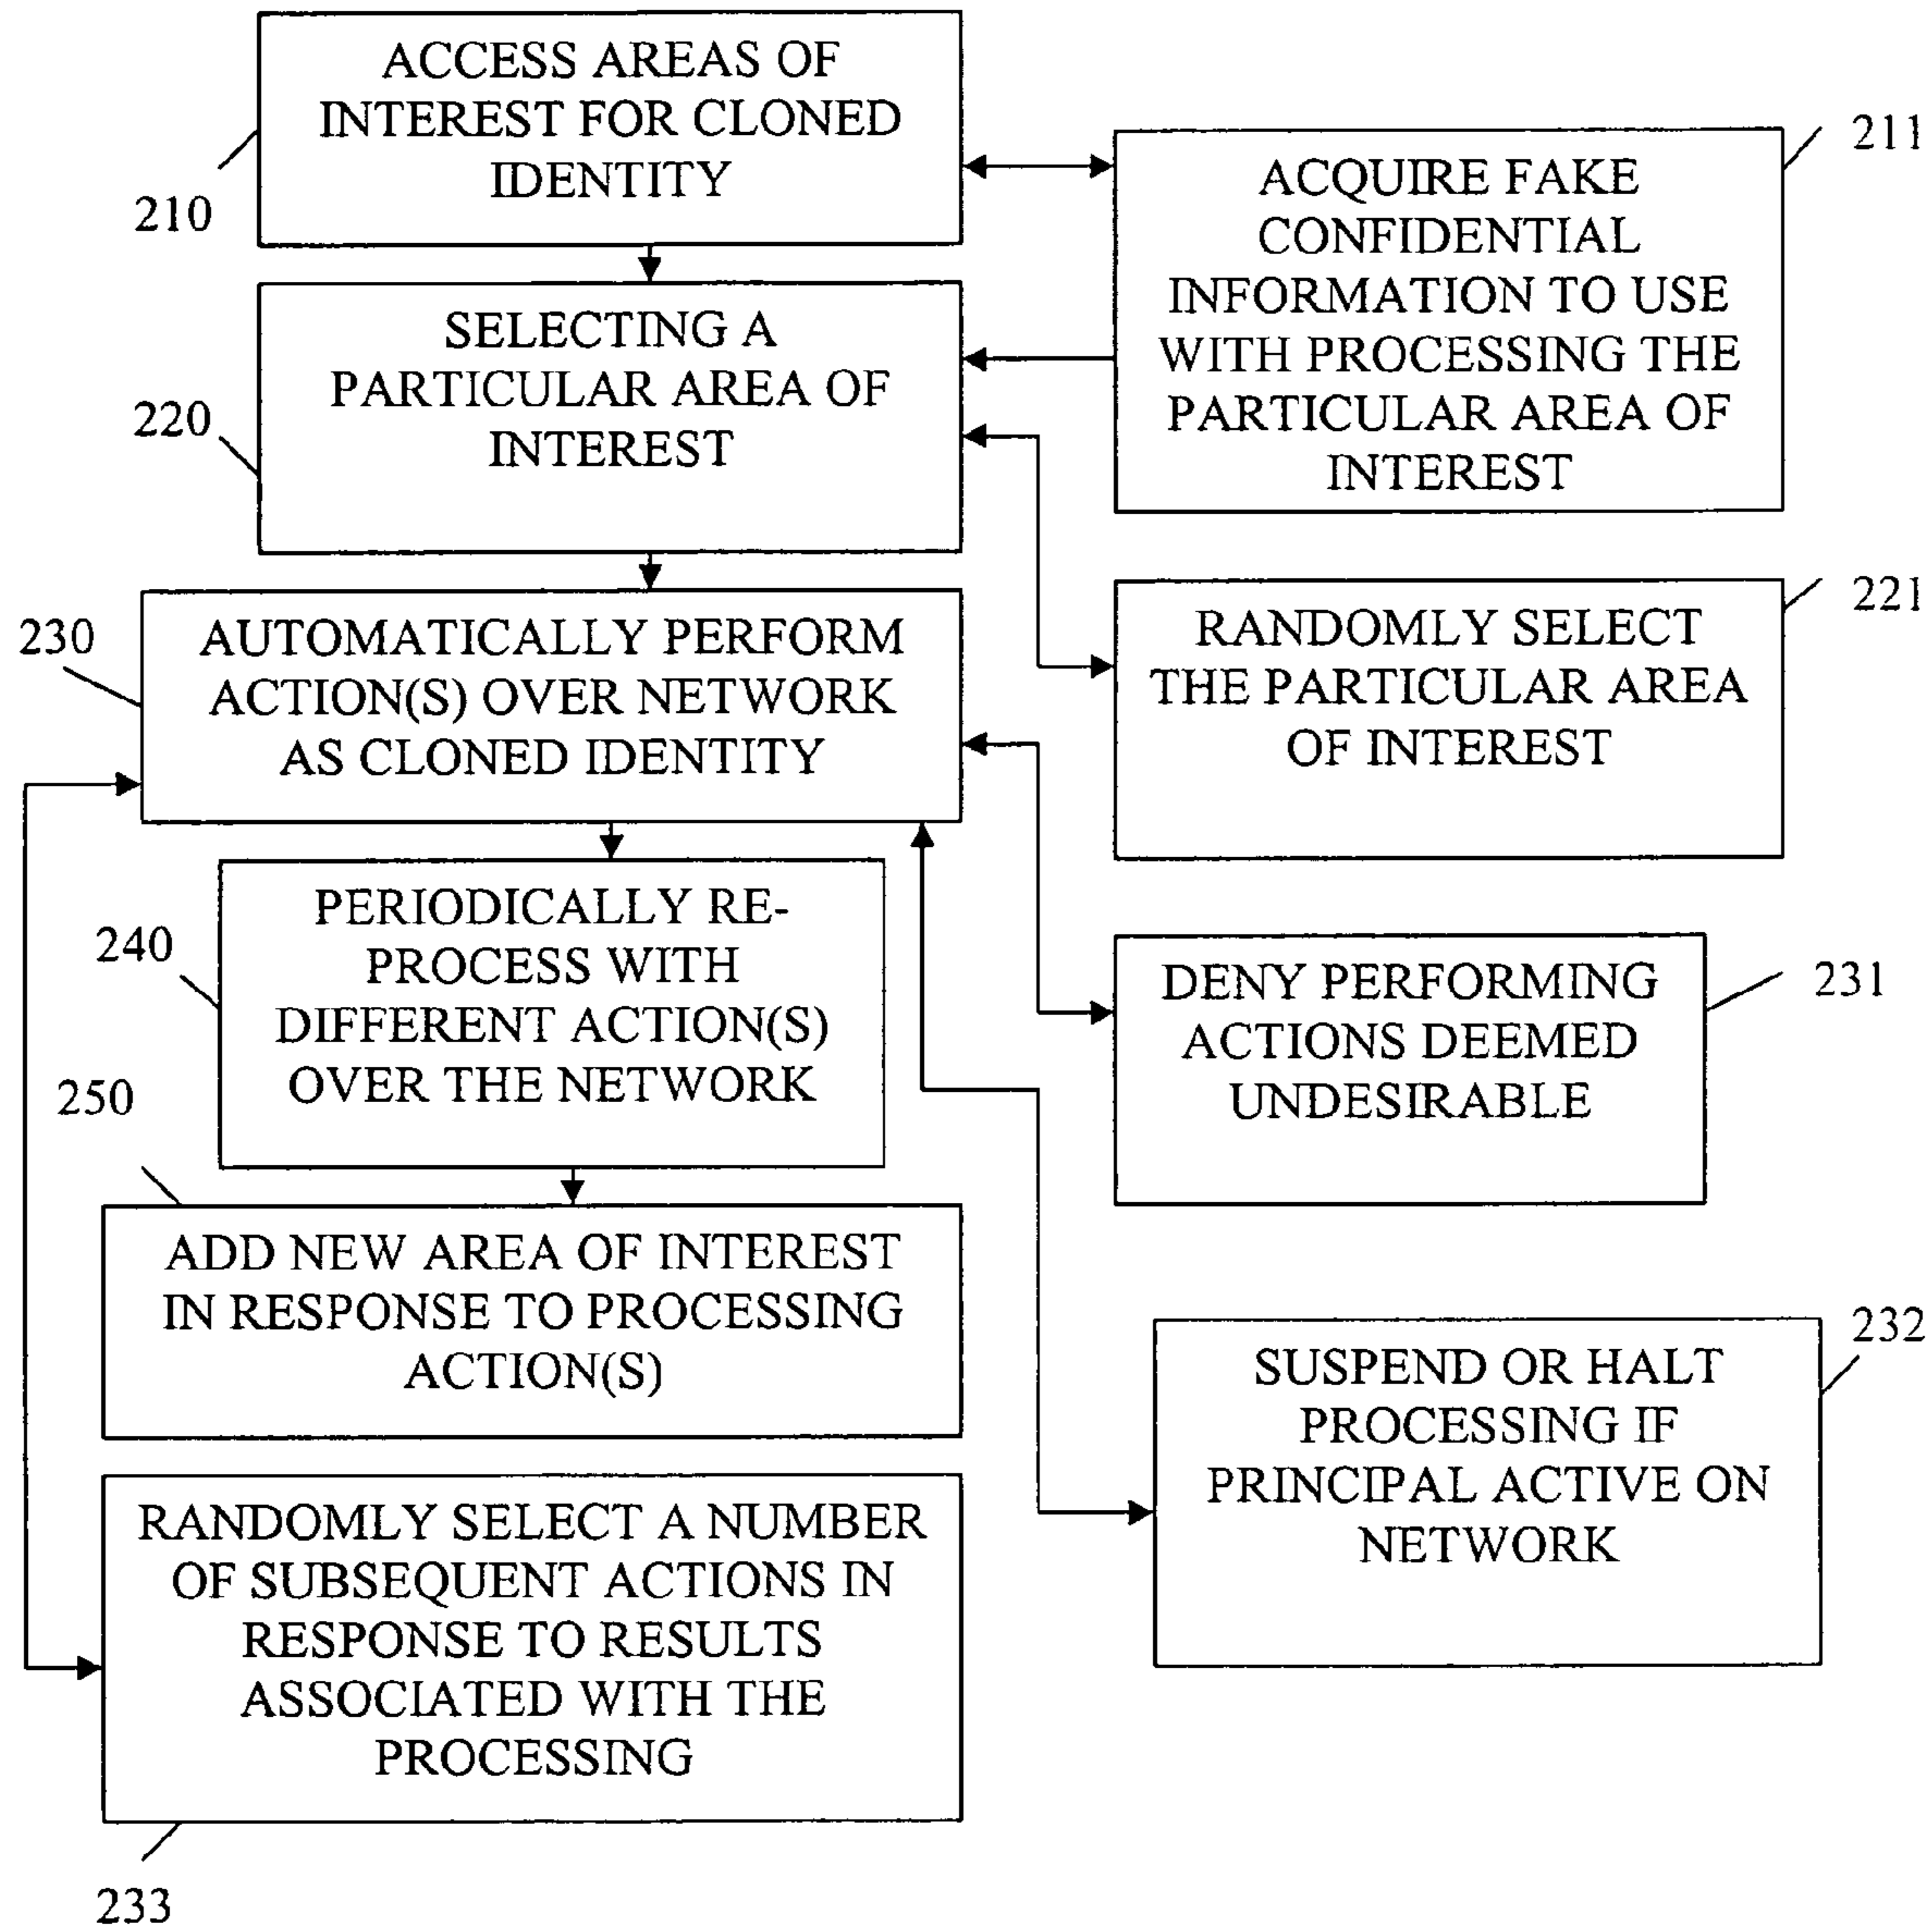 ACCESS AREAS OF
INTEREST FOR CLONED
IDENTITY
210
211
ACQUIRE FAKE
CONFIDENTIAL
INFORMATION TO USE
WITH PROCESSING THE
PARTICULAR AREA OF
INTEREST
SELECTING A
PARTICULAR AREA OF
INTEREST
220
221
RANDOMLY SELECT
THE PARTICULAR AREA
OF INTEREST
230
AUTOMATICALLY PERFORM
ACTION(S) OVER NETWORK
AS CLONED IDENTITY
240
PERIODICALLY RE-
PROCESS WITH
DIFFERENT ACTION(S)
OVER THE NETWORK
231
DENY PERFORMING
ACTIONS DEEMED
UNDESIRABLE
250
ADD NEW AREA OF INTEREST
IN RESPONSE TO PROCESSING
ACTION(S)
232
SUSPEND OR HALT
PROCESSING IF
PRINCIPAL ACTIVE ON
NETWORK
RANDOMLY SELECT A NUMBER
OF SUBSEQUENT ACTIONS IN
RESPONSE TO RESULTS
ASSOCIATED WITH THE
PROCESSING
233